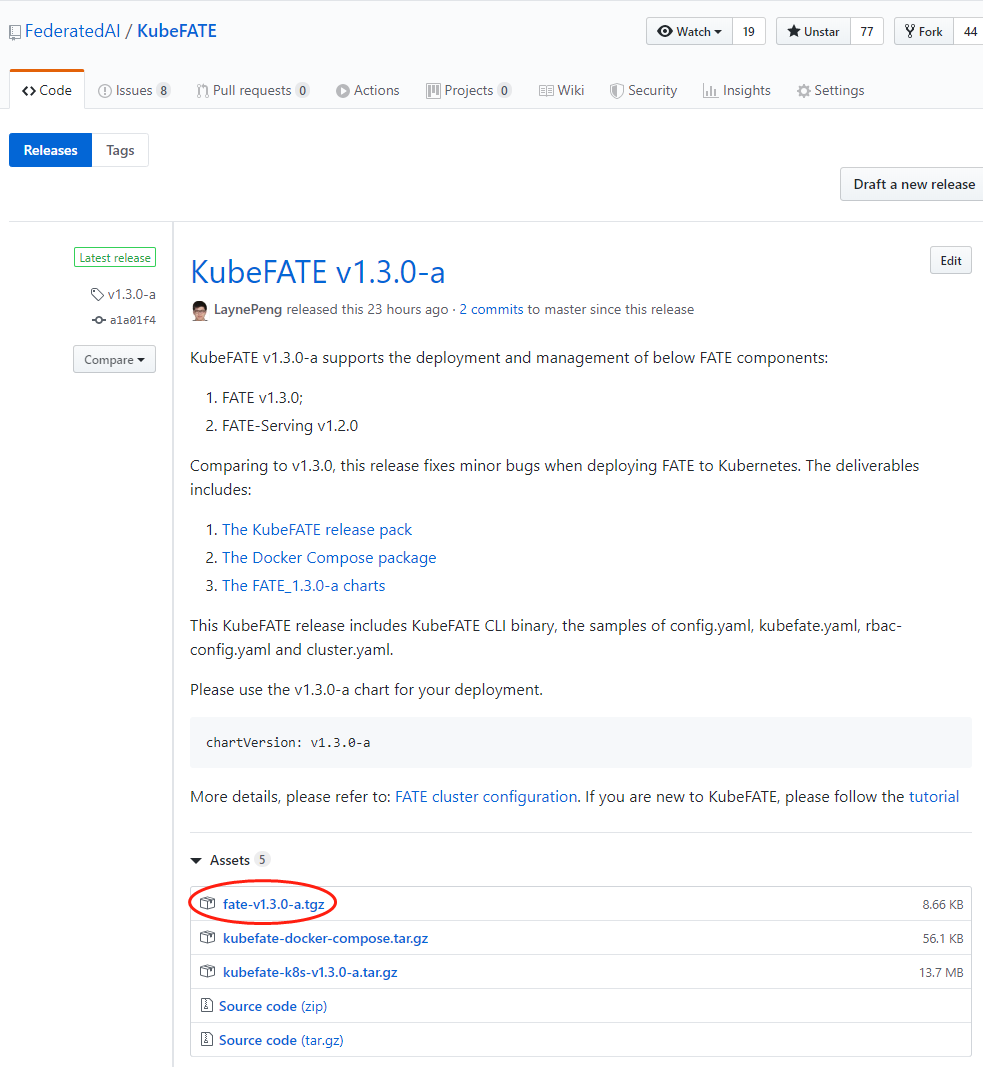 FederatedAI / KubeFATE
Watch 19 Unstar 77 Fork 44
Code Issues 8 Pull requests 0 Actions Projects 0 Wiki Security Insights Settings
Releases Tags
Draft a new release
Latest release
v1.3.0-a
a1a01f4
Compare
KubeFATE v1.3.0-a
Edit
LaynePeng released this 23 hours ago · 2 commits to master since this release
KubeFATE v1.3.0-a supports the deployment and management of below FATE components:
1. FATE v1.3.0;
2. FATE-Serving v1.2.0
Comparing to v1.3.0, this release fixes minor bugs when deploying FATE to Kubernetes. The deliverables
includes:
1. The KubeFATE release pack
2. The Docker Compose package
3. The FATE_1.3.0-a charts
This KubeFATE release includes KubeFATE CLI binary, the samples of config.yaml, kubefate.yaml, rbac-
config.yaml and cluster.yaml.
Please use the v1.3.0-a chart for your deployment.
chartVersion: v1.3.0-a
More details, please refer to: FATE cluster configuration. If you are new to KubeFATE, please follow the tutorial
Assets 5
fate-v1.3.0-a.tgz 8.66 KB
kubefate-docker-compose.tar.gz 56.1 KB
kubefate-k8s-v1.3.0-a.tar.gz 13.7 MB
Source code (zip)
Source code (tar.gz)